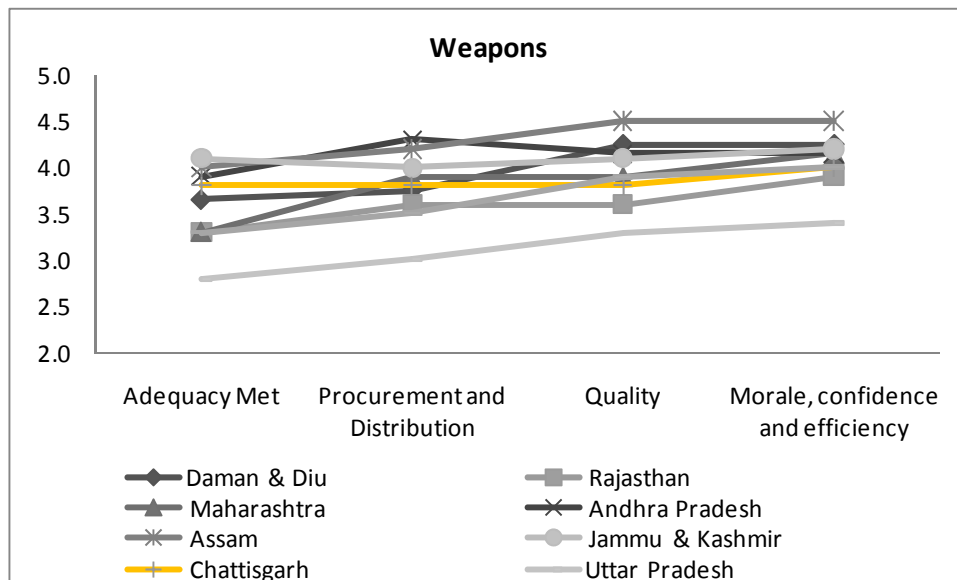 Weapons
5.0
4.5
4.0
3.5
3.0
2.5
2.0
Adequacy Met
Procurement and
Distribution
Quality
Morale, confidence
and efficiency
Daman & Diu
Rajasthan
Maharashtra
Andhra Pradesh
Assam
Jammu & Kashmir
Chattisgarh
Uttar Pradesh